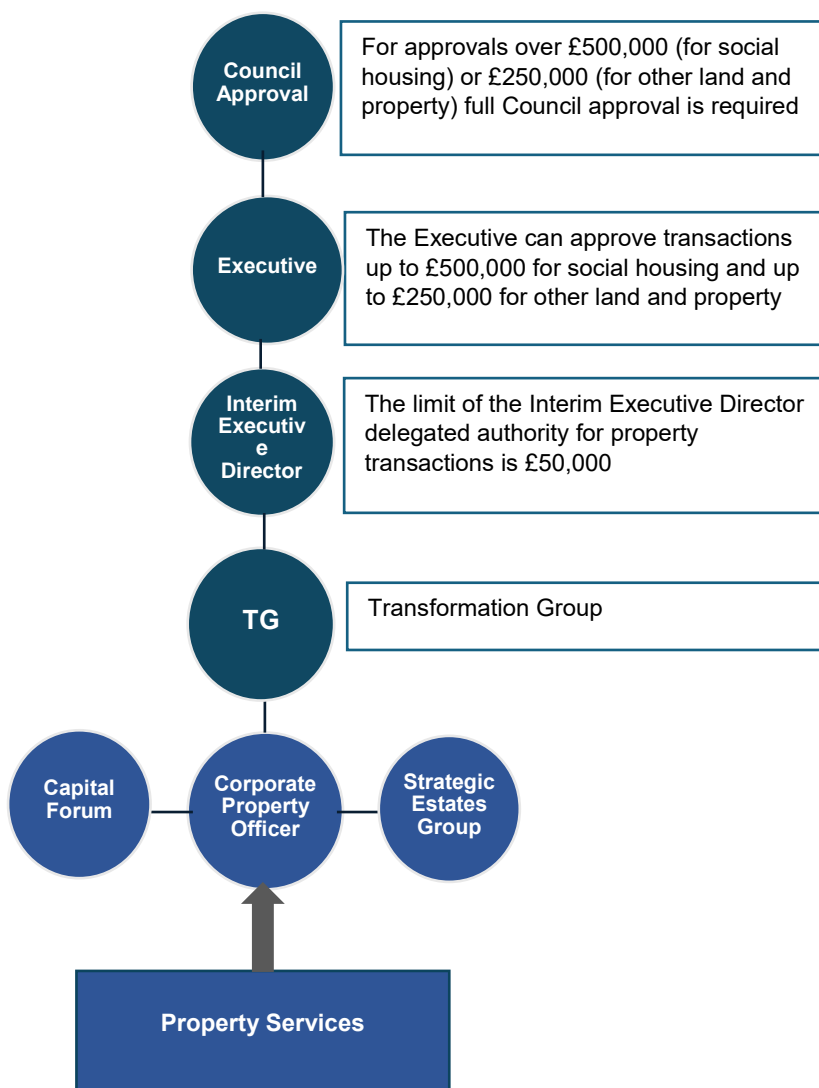 Council
Approval
For approvals over £500,000 (for social
housing) or £250,000 (for other land and
property) full Council approval is required
Executive
The Executive can approve transactions
up to £500,000 for social housing and up
to £250,000 for other land and property
Interim
Executiv
e
Director
The limit of the Interim Executive Director
delegated authority for property
transactions is £50,000
TG
Transformation Group
Capital
Forum
Corporate
Property
Officer
Strategic
Estates
Group
Property Services